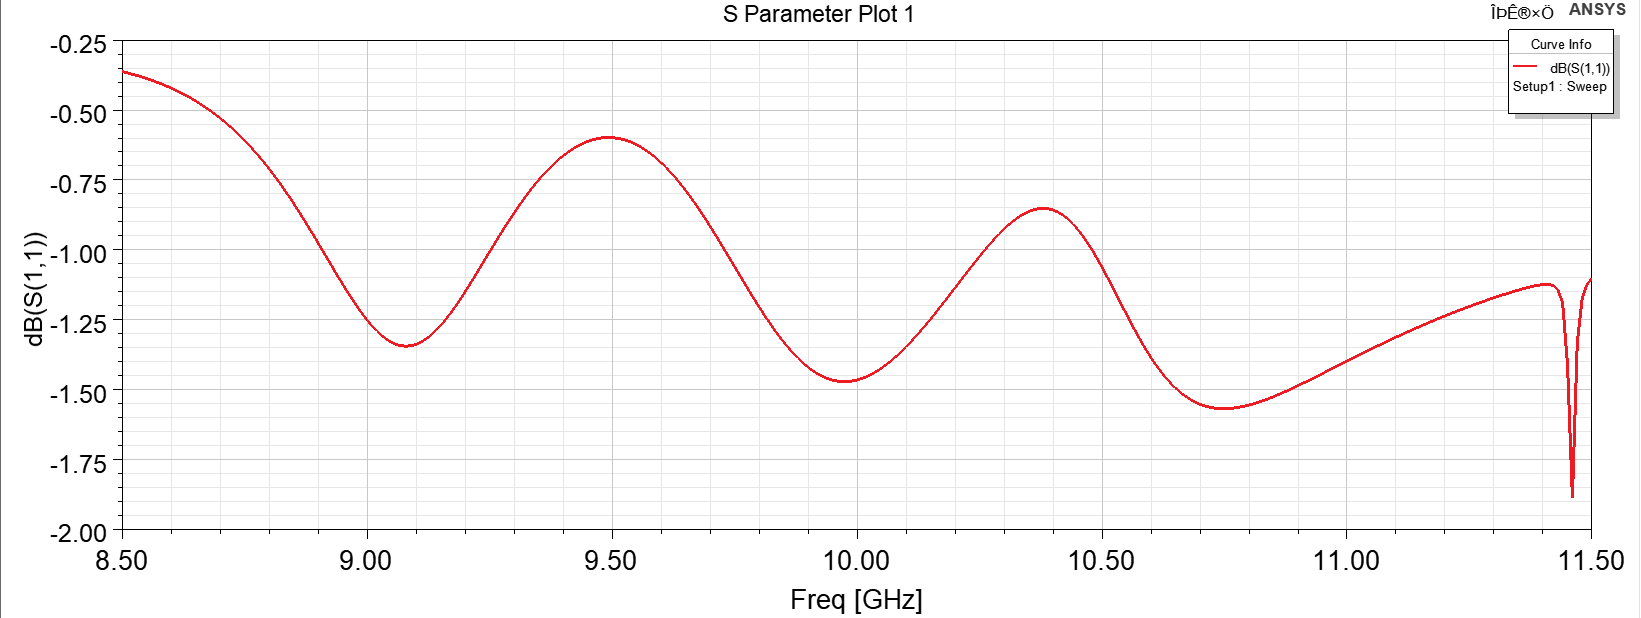 S Parameter Plot 1
ÎÞÊ®×Ö ANSYS
Curve Info
dB(S(1,1))
Setup1 : Sweep
-0.25
-0.50
-0.75
-1.00
-1.25
-1.50
-1.75
-2.00
dB(S(1,1))
8.50 9.00 9.50 10.00 10.50 11.00 11.50
Freq [GHz]